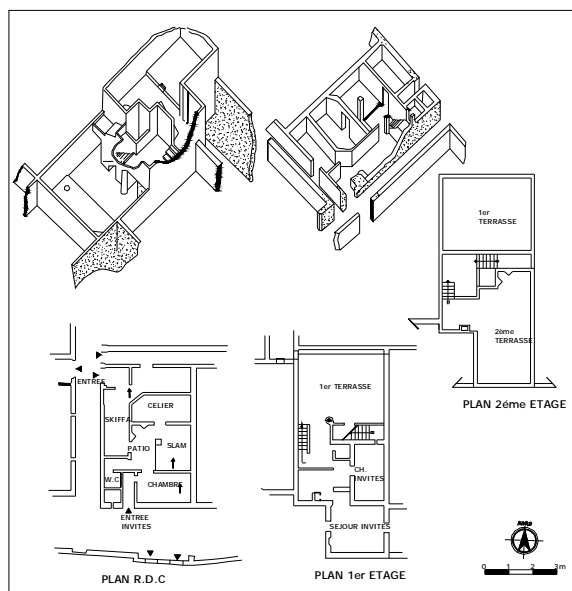 1er
TERRASSE
2ème
TERRASSE
PLAN 2éme ETAGE
ENTREE
SKIFFA
CELIER
PATIO
SLAM
W.C
CHAMBRE
ENTREE
INVITES
PLAN R.D.C
1er TERRASSE
CH.
INVITES
SEJOUR INVITES
PLAN 1er ETAGE
NORD
0 1 2 3m